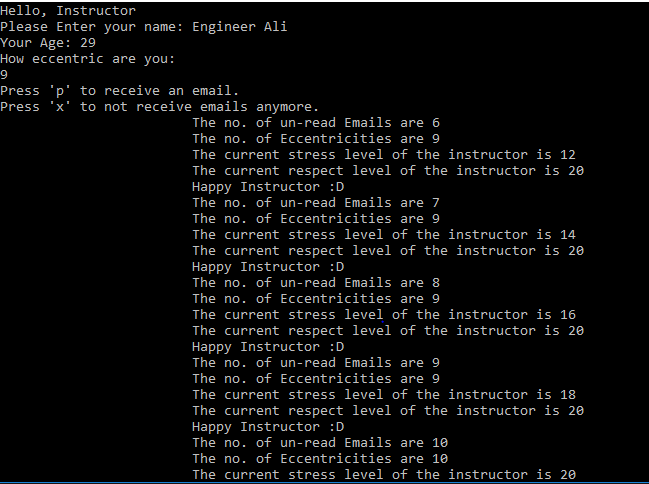 Hello, Instructor
Please Enter your name: Engineer Ali
Your Age: 29
How eccentric are you:
9
Press 'p' to receive an email.
Press 'x' to not receive emails anymore.
The no. of un-read Emails are 6
The no. of Eccentricities are 9
The current stress level of the instructor is 12
The current respect level of the instructor is 20
Happy Instructor :D
The no. of un-read Emails are 7
The no. of Eccentricities are 9
The current stress level of the instructor is 14
The current respect level of the instructor is 20
Happy Instructor :D
The no. of un-read Emails are 8
The no. of Eccentricities are 9
The current stress level of the instructor is 16
The current respect level of the instructor is 20
Happy Instructor :D
The no. of un-read Emails are 9
The no. of Eccentricities are 9
The current stress level of the instructor is 18
The current respect level of the instructor is 20
Happy Instructor :D
The no. of un-read Emails are 10
The no. of Eccentricities are 10
The current stress level of the instructor is 20